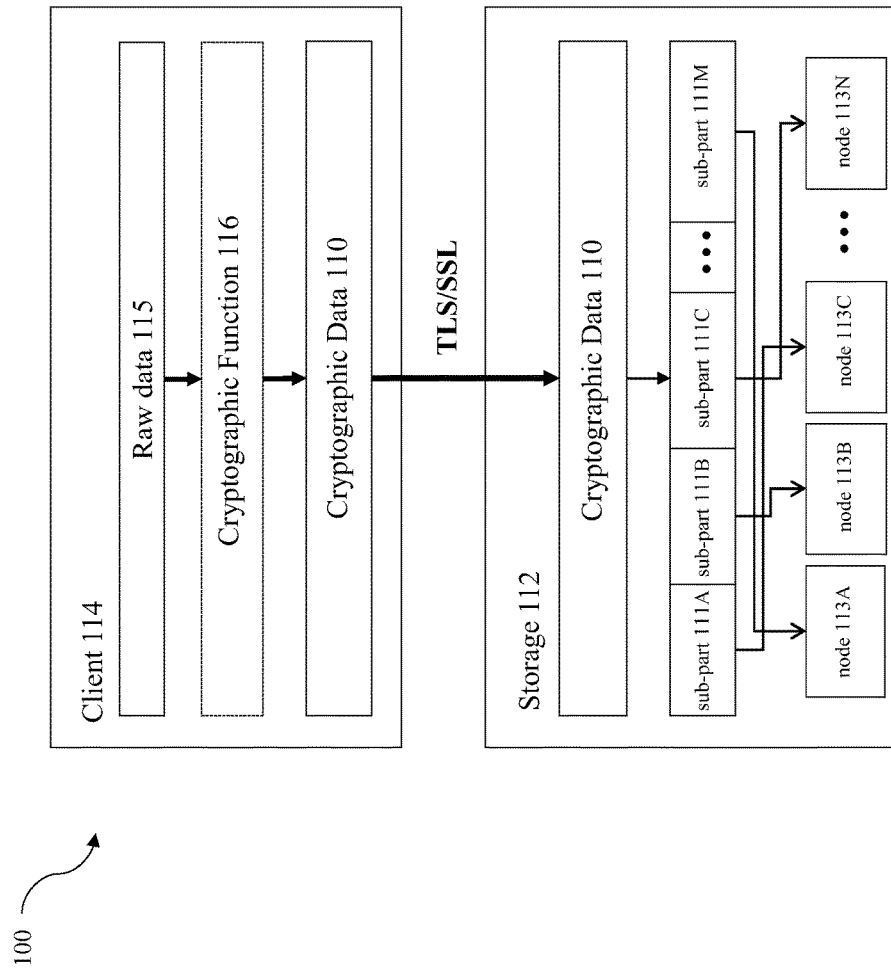 100
Client 114
Raw data 115
Cryptographic Function 116
Cryptographic Data 110
TLS/SSL
Storage 112
Cryptographic Data 110
sub-part 111A
sub-part 111B
sub-part 111C
•••
sub-part 111M
node 113A
node 113B
node 113C
•••
node 113N